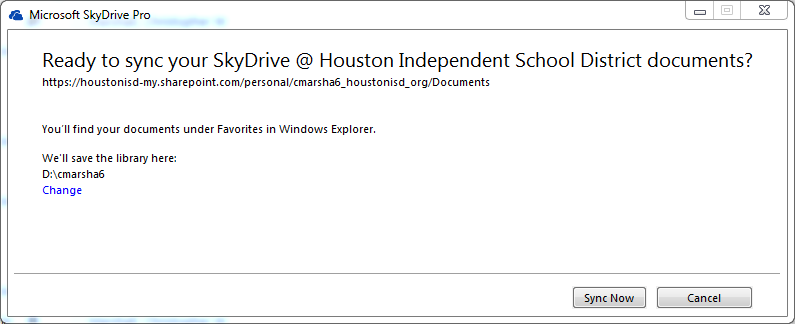 Microsoft SkyDrive Pro
Ready to sync your SkyDrive @ Houston Independent School District documents?
https://houstonisd-my.sharepoint.com/personal/cmarsha6_houstonisd_org/Documents
You'll find your documents under Favorites in Windows Explorer.
We'll save the library here:
D:\cmarsha6
Change
Sync Now
Cancel